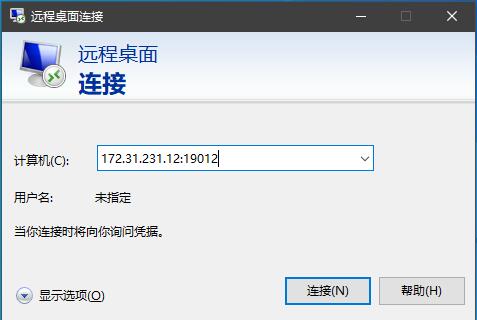 远程桌面连接
远程桌面
连接
计算机(C): 172.31.231.12:19012
用户名: 未指定
当你连接时将向你询问凭据。
显示选项(O) 连接(N) 帮助(H)